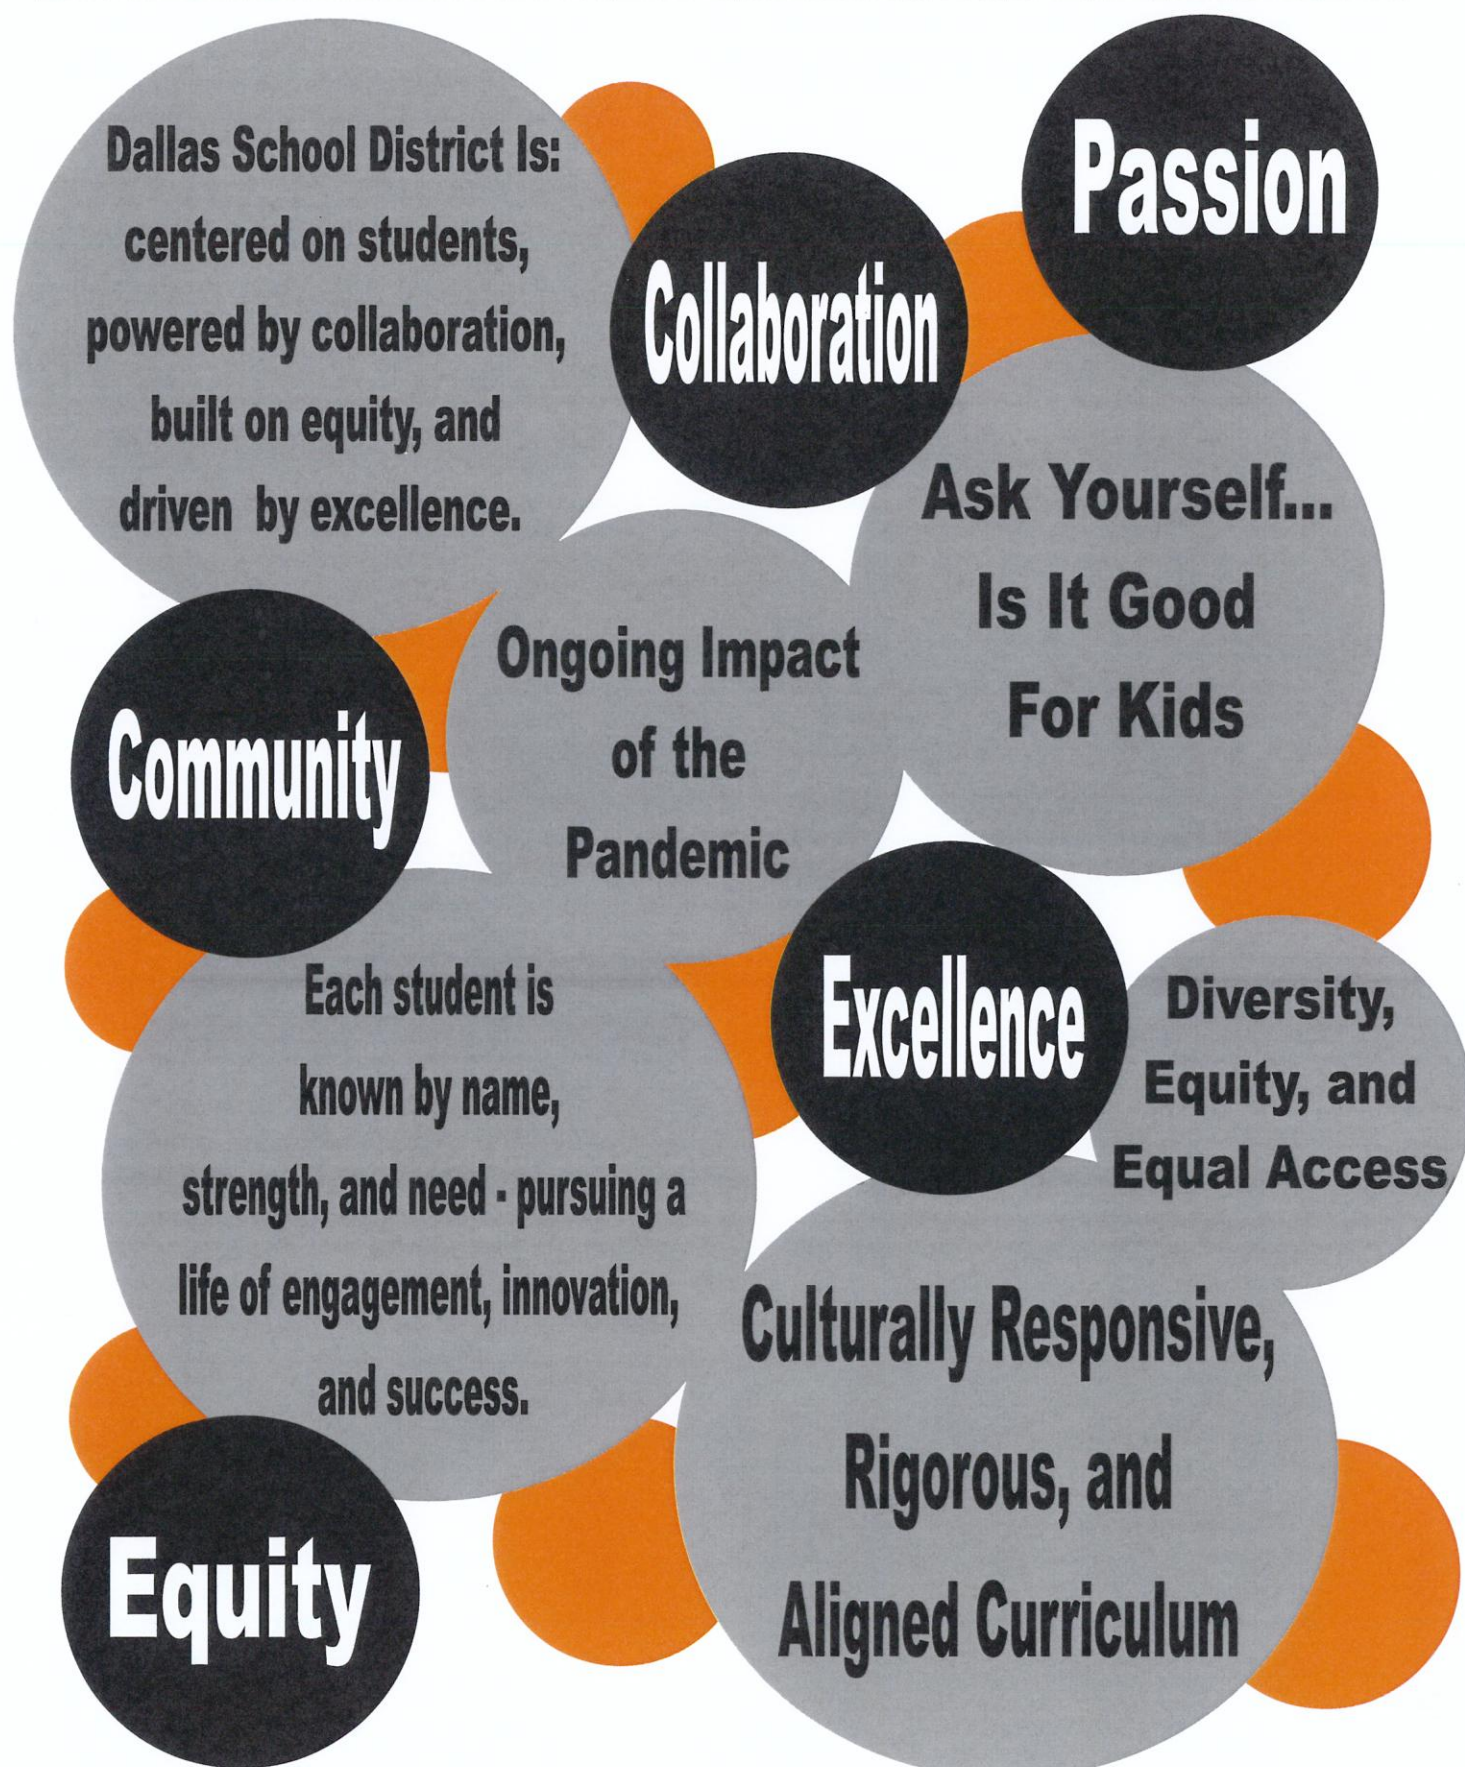 Dallas School District Is:
centered on students,
powered by collaboration,
built on equity, and
driven by excellence.
Collaboration
Passion
Ask Yourself...
Is It Good
For Kids
Ongoing Impact
of the
Pandemic
Community
Each student is
known by name,
strength, and need - pursuing a
life of engagement, innovation,
and success.
Excellence
Diversity,
Equity, and
Equal Access
Culturally Responsive,
Rigorous, and
Aligned Curriculum
Equity